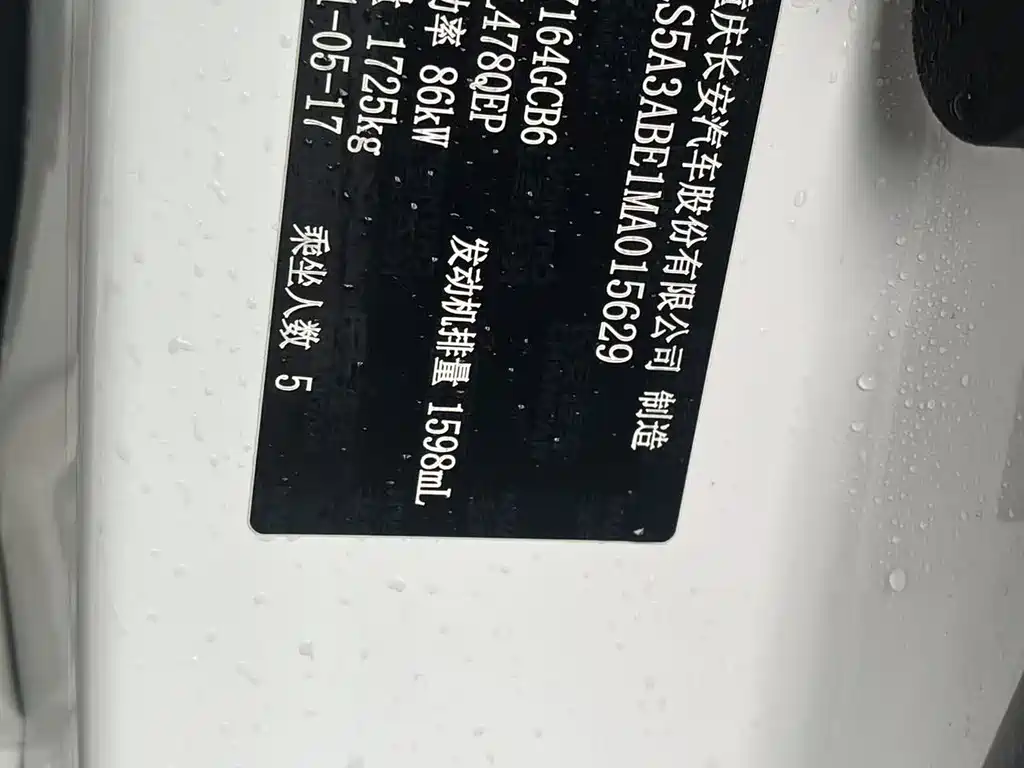 重庆长安汽车股份有限公司 制造
LS5A3ABE1MA015629
7164GCB6
L478QEP 发动机排量 1598mL
功率 86kW
1725kg
1-05-17 乘坐人数 5